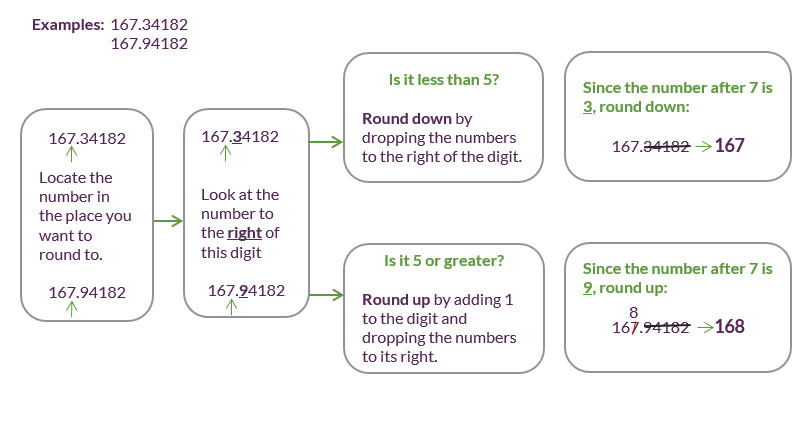 Examples: 167.34182
167.94182
167.34182
Locate the
number in
the place you
want to
round to.
167.94182
167.34182
Look at the
number to
the right of
this digit
167.94182
Is it less than 5?
Round down by
dropping the numbers
to the right of the digit.
Since the number after 7 is
3, round down:
167.34182 → 167
Is it 5 or greater?
Round up by adding 1
to the digit and
dropping the numbers
to its right.
Since the number after 7 is
9, round up:
8
167.94182 → 168